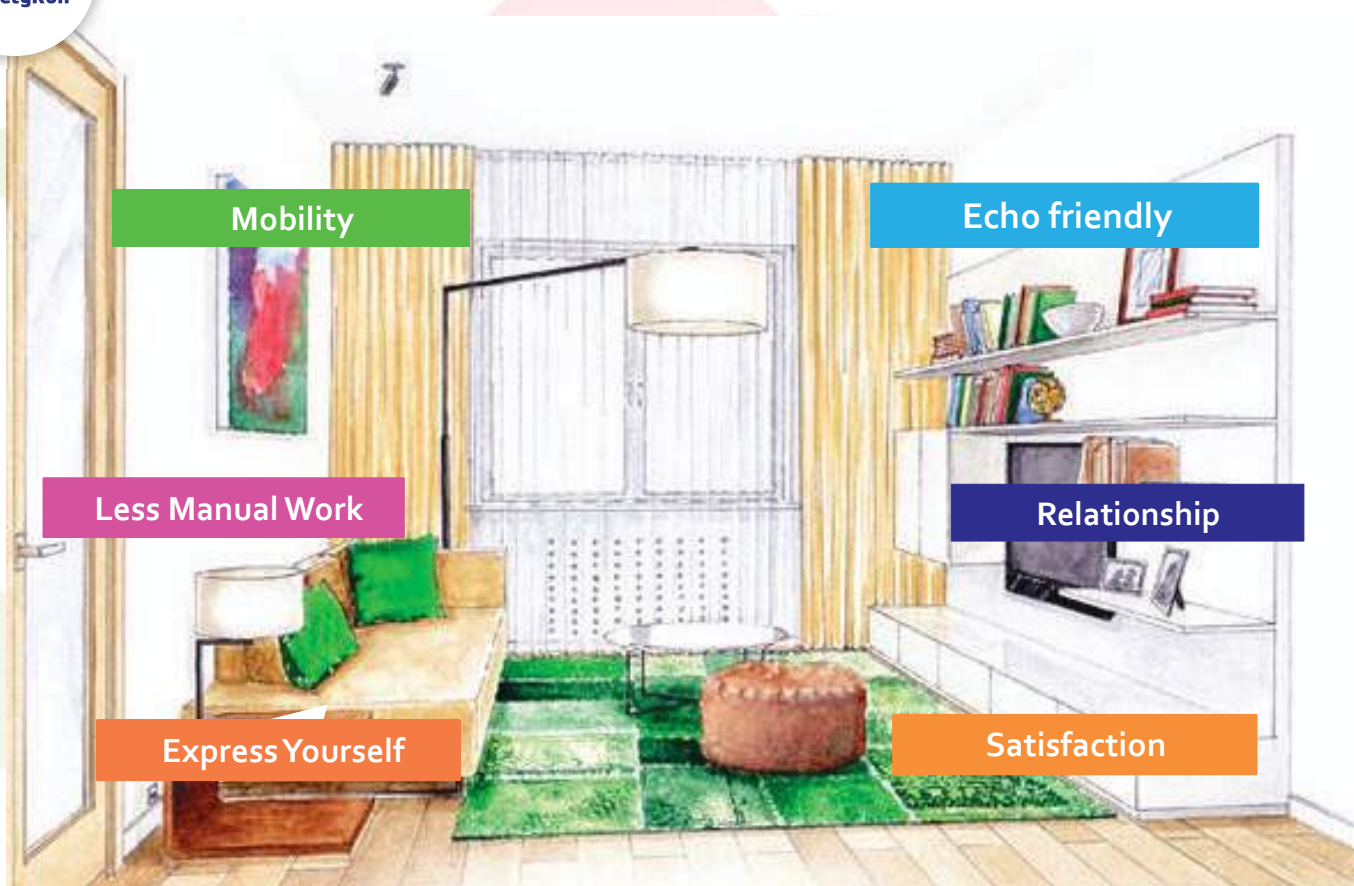 Mobility
Echo friendly
Less Manual Work
Relationship
Express Yourself
Satisfaction